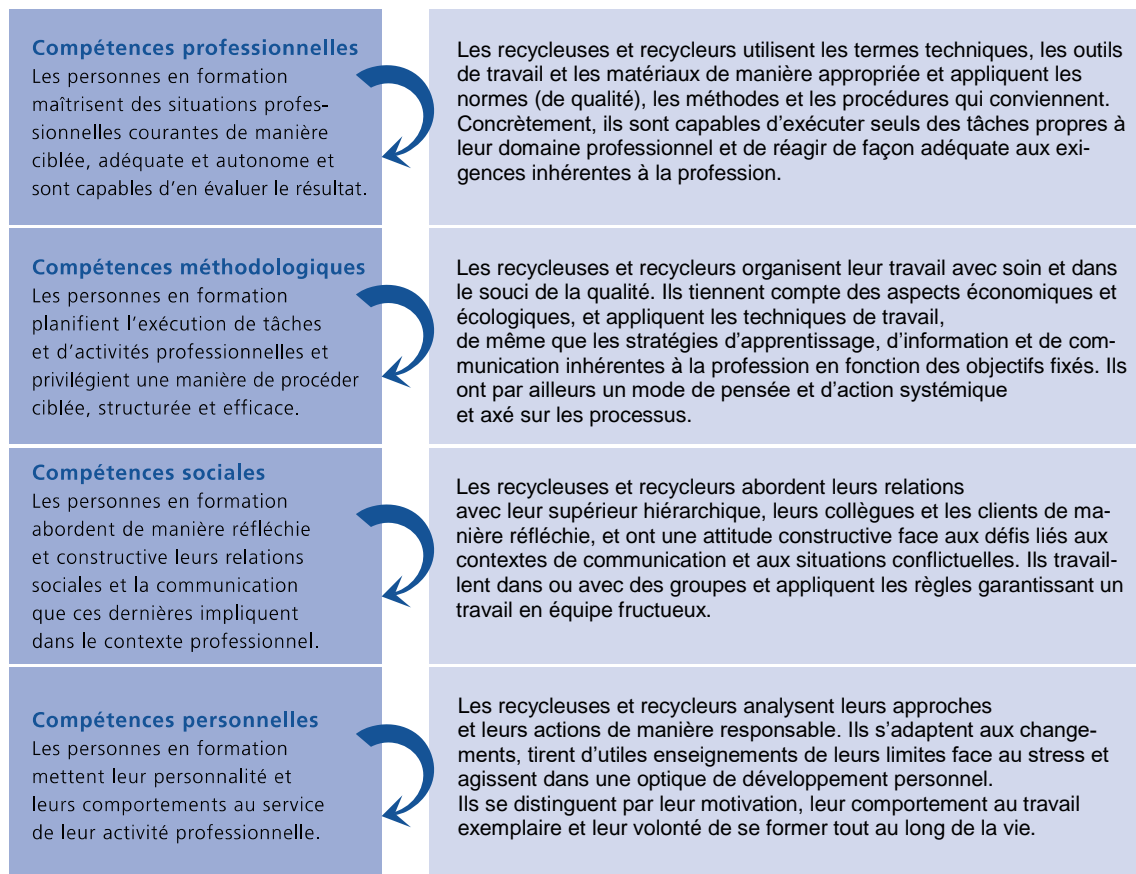 Compétences professionnelles
Les personnes en formation
maîtrisent des situations profes-
sionnelles courantes de manière
ciblée, adéquate et autonome et
sont capables d’en évaluer le résultat.
Les recycleuses et recycleurs utilisent les termes techniques, les outils
de travail et les matériaux de manière appropriée et appliquent les
normes (de qualité), les méthodes et les procédures qui conviennent.
Concrètement, ils sont capables d’exécuter seuls des tâches propres à
leur domaine professionnel et de réagir de façon adéquate aux exi-
gences inhérentes à la profession.
Compétences méthodologiques
Les personnes en formation
planifient l’exécution de tâches
et d’activités professionnelles et
privilégient une manière de procéder
ciblée, structurée et efficace.
Les recycleuses et recycleurs organisent leur travail avec soin et dans
le souci de la qualité. Ils tiennent compte des aspects économiques et
écologiques, et appliquent les techniques de travail,
de même que les stratégies d’apprentissage, d’information et de com-
munication inhérentes à la profession en fonction des objectifs fixés. Ils
ont par ailleurs un mode de pensée et d’action systémique
et axé sur les processus.
Compétences sociales
Les personnes en formation
abordent de manière réfléchie
et constructive leurs relations
sociales et la communication
que ces dernières impliquent
dans le contexte professionnel.
Les recycleuses et recycleurs abordent leurs relations
avec leur supérieur hiérarchique, leurs collègues et les clients de ma-
nière réfléchie, et ont une attitude constructive face aux défis liés aux
contextes de communication et aux situations conflictuelles. Ils travail-
lent dans ou avec des groupes et appliquent les règles garantissant un
travail en équipe fructueux.
Compétences personnelles
Les personnes en formation
mettent leur personnalité et
leurs comportements au service
de leur activité professionnelle.
Les recycleuses et recycleurs analysent leurs approches
et leurs actions de manière responsable. Ils s’adaptent aux change-
ments, tirent d’utiles enseignements de leurs limites face au stress et
agissent dans une optique de développement personnel.
Ils se distinguent par leur motivation, leur comportement au travail
exemplaire et leur volonté de se former tout au long de la vie.